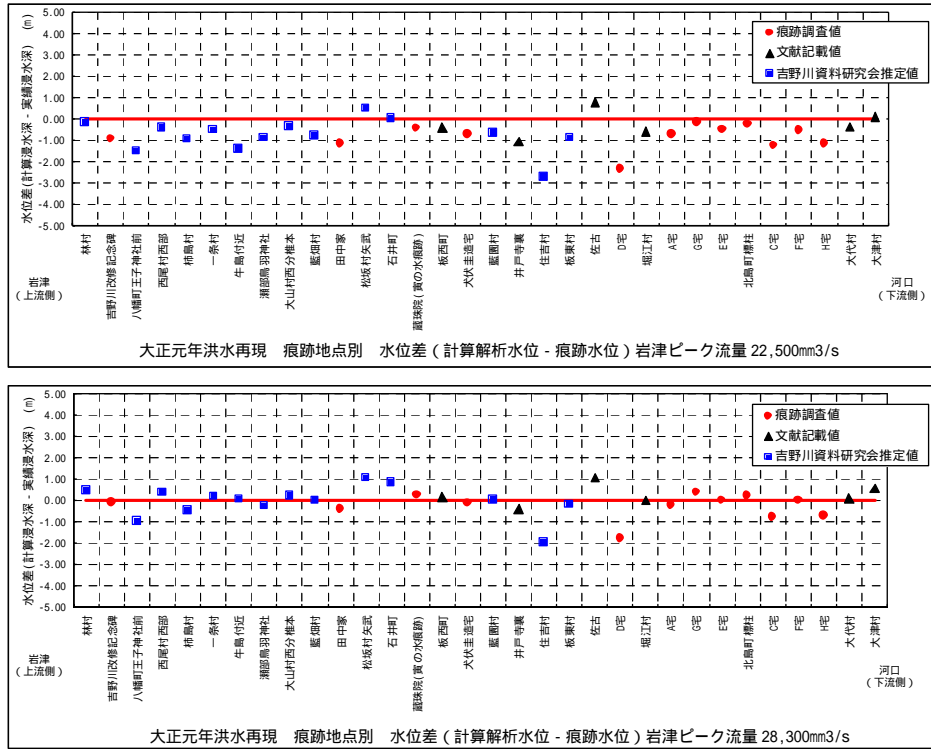 水位差(計算浸水深 - 実績浸水深) (m)
5.00
4.00
3.00
2.00
1.00
0.00
-1.00
-2.00
-3.00
-4.00
-5.00
痕跡調査値
文献記載値
吉野川資料研究会推定値
林村
吉野川改修記念碑
八幡町王子神社前
西尾村西部
柿島村
一条村
牛島付近
瀬部鳥羽神社
大山村西分椎本
藍畑村
田中家
松坂村矢武
石井町
蔵珠院(寅の水痕跡)
板西町
犬伏圭造宅
藍園村
井戸寺裏
住吉村
板東村
佐古
D宅
堀江村
A宅
G宅
E宅
北島町標柱
C宅
F宅
H宅
大代村
大津村
岩津
(上流側)
河口
(下流側)
大正元年洪水再現 痕跡地点別 水位差(計算解析水位 - 痕跡水位)岩津ピーク流量 22,500mm3/s
水位差(計算浸水深 - 実績浸水深) (m)
5.00
4.00
3.00
2.00
1.00
0.00
-1.00
-2.00
-3.00
-4.00
-5.00
痕跡調査値
文献記載値
吉野川資料研究会推定値
林村
吉野川改修記念碑
八幡町王子神社前
西尾村西部
柿島村
一条村
牛島付近
瀬部鳥羽神社
大山村西分椎本
藍畑村
田中家
松坂村矢武
石井町
蔵珠院(寅の水痕跡)
板西町
犬伏圭造宅
藍園村
井戸寺裏
住吉村
板東村
佐古
D宅
堀江村
A宅
G宅
E宅
北島町標柱
C宅
F宅
H宅
大代村
大津村
岩津
(上流側)
河口
(下流側)
大正元年洪水再現 痕跡地点別 水位差(計算解析水位 - 痕跡水位)岩津ピーク流量 28,300mm3/s